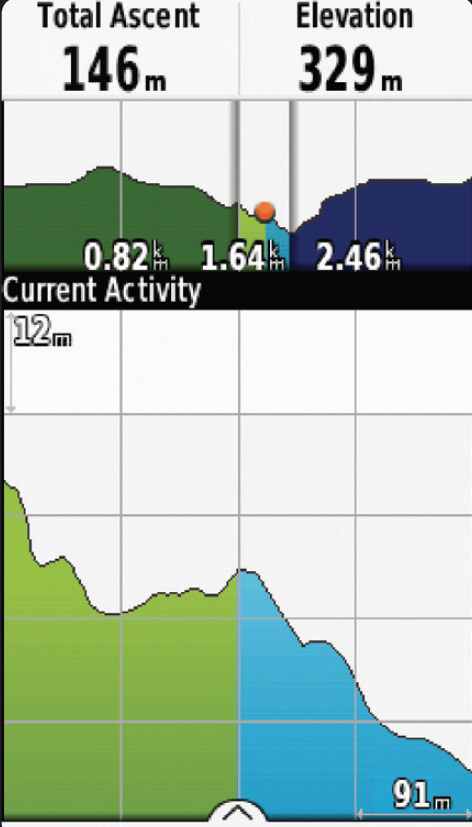 Total Ascent Elevation
146m 329m
0.82km 1.64km 2.46km
Current Activity
12m
91m